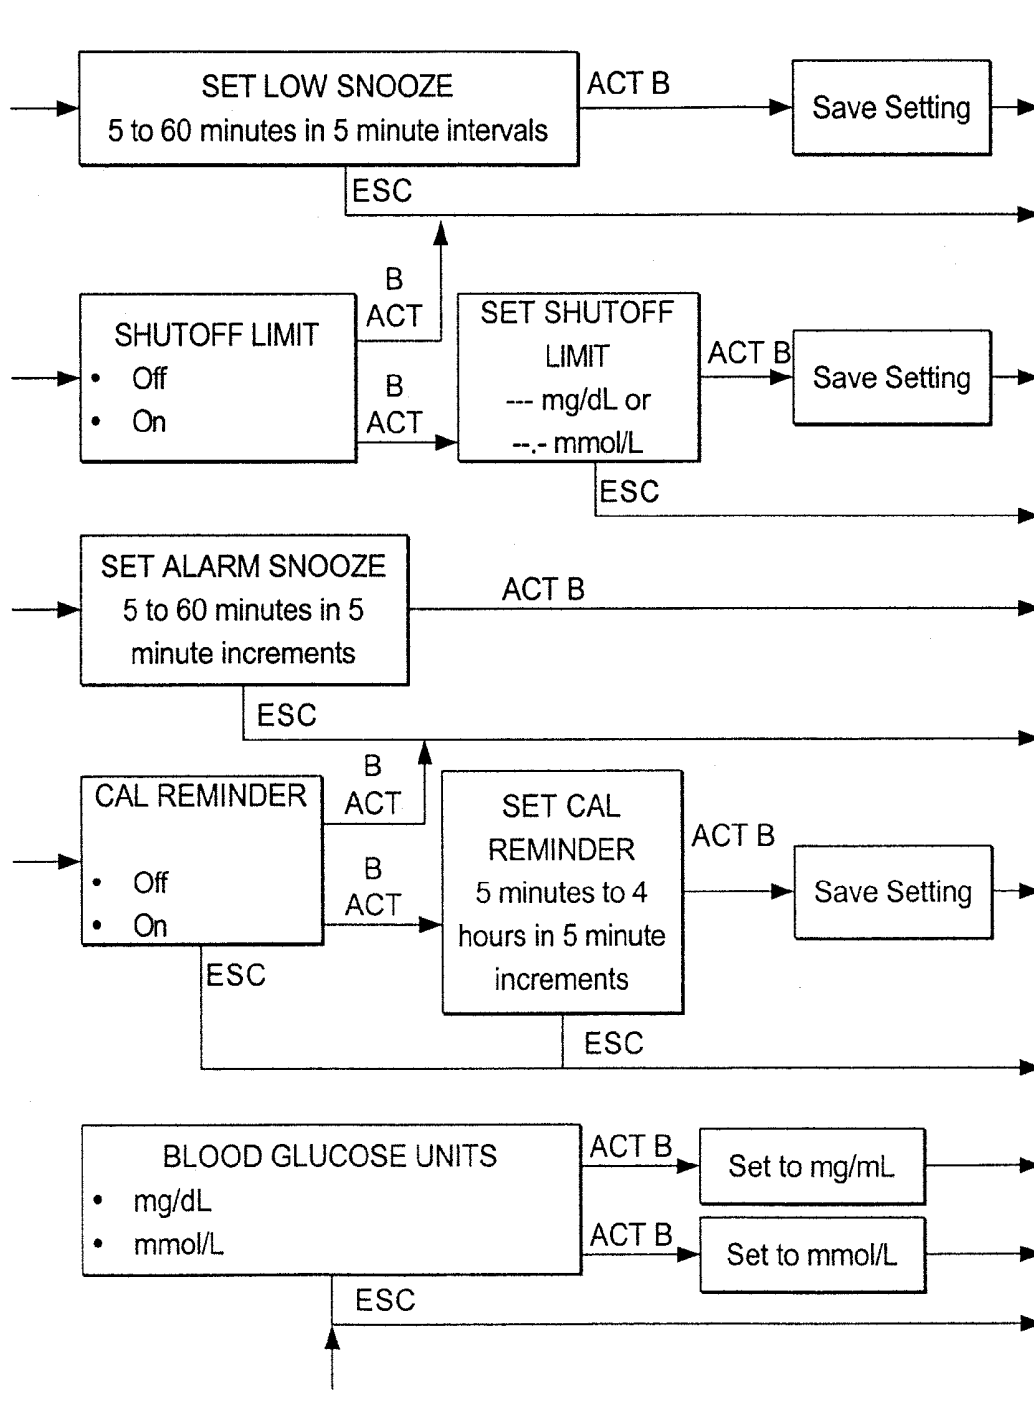 SET LOW SNOOZE
5 to 60 minutes in 5 minute intervals
ACT B
Save Setting
ESC
SHUTOFF LIMIT
• Off
• On
B
ACT
B
ACT
SET SHUTOFF
LIMIT
--- mg/dL or
--.- mmol/L
ACT B
Save Setting
ESC
SET ALARM SNOOZE
5 to 60 minutes in 5
minute increments
ACT B
ESC
CAL REMINDER
• Off
• On
B
ACT
B
ACT
SET CAL
REMINDER
5 minutes to 4
hours in 5 minute
increments
ACT B
Save Setting
ESC
ESC
BLOOD GLUCOSE UNITS
• mg/dL
• mmol/L
ACT B
Set to mg/mL
ACT B
Set to mmol/L
ESC